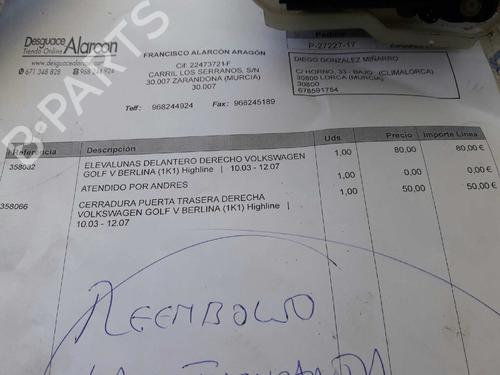 Desguace Alarcón
Tienda Online
www.desguacealarcon
671 348 828 968 244 924
FRANCISCO ALARCÓN ARAGÓN
Cif: 22473721F
CARRIL LOS SERRANOS, S/N
30.007 ZARANDONA (MURCIA)
30.007
Telf: 968244924 Fax: 968245189
P-27227-17
DIEGO GONZALEZ MIÑARRO
C/ HORNO, 33 - BAJO (CLIMALORCA)
30800 LORCA (MURCIA)
30800
678591754
Referencia Descripción Uds. Precio Importe Linea
358032 ELEVALUNAS DELANTERO DERECHO VOLKSWAGEN 1,00 80,00 80,00 €
GOLF V BERLINA (1K1) Highline | 10.03 - 12.07
ATENDIDO POR ANDRES 1,00 0,00 0,00 €
358066 CERRADURA PUERTA TRASERA DERECHA 1,00 50,00 50,00 €
VOLKSWAGEN GOLF V BERLINA (1K1) Highline |
10.03 - 12.07
REEMBOLSO
B-PARTS